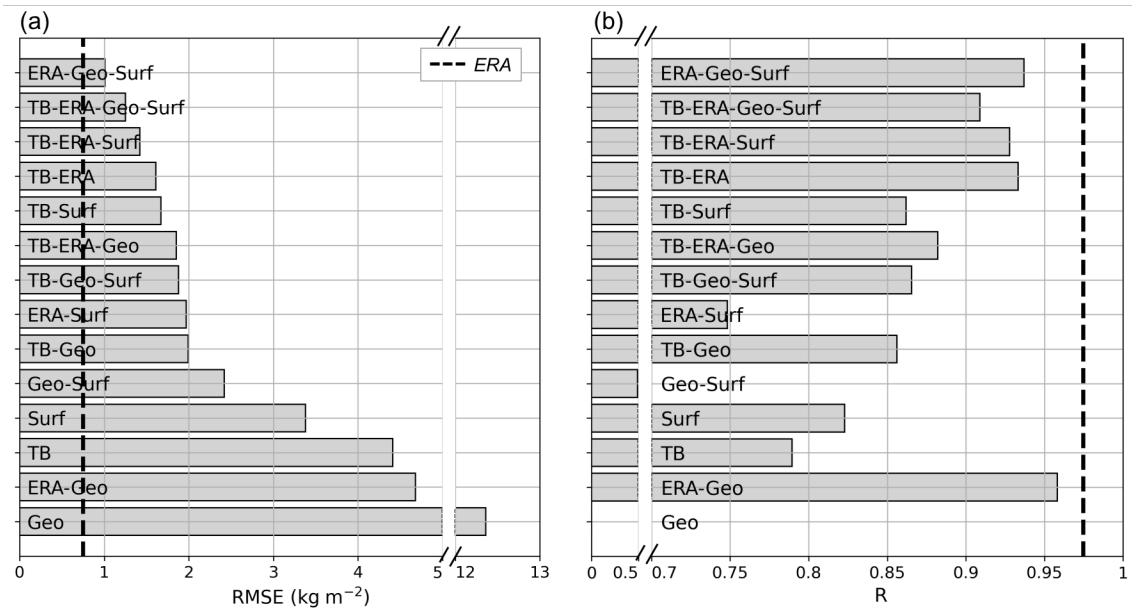 (a)
ERA
ERA-Geo-Surf
TB-ERA-Geo-Surf
TB-ERA-Surf
TB-ERA
TB-Surf
TB-ERA-Geo
TB-Geo-Surf
ERA-Surf
TB-Geo
Geo-Surf
Surf
TB
ERA-Geo
Geo
0 1 2 3 4 5 12 13
RMSE (kg m⁻²)
(b)
ERA-Geo-Surf
TB-ERA-Geo-Surf
TB-ERA-Surf
TB-ERA
TB-Surf
TB-ERA-Geo
TB-Geo-Surf
ERA-Surf
TB-Geo
Geo-Surf
Surf
TB
ERA-Geo
Geo
0 0.5 0.7 0.75 0.8 0.85 0.9 0.95 1
R